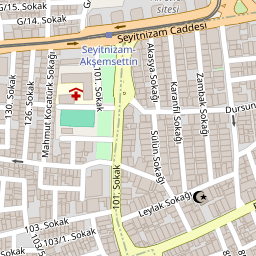 G/15. Sokak
G/14. Sokak
sitesi
Seyitnizam Caddesi
Seyitnizam-
Akşemsettin
130. Sokak
126. Sokak
Mahmut Kocatürk Sokağı
101. Sokak
Akasya Sokağı
Karanfil Sokağı
Zambak Sokağı
Dursun
Sülün Sokağı
101. Sokak
Leylak Sokağı
103. Sokak
103/1. Sokak
103/